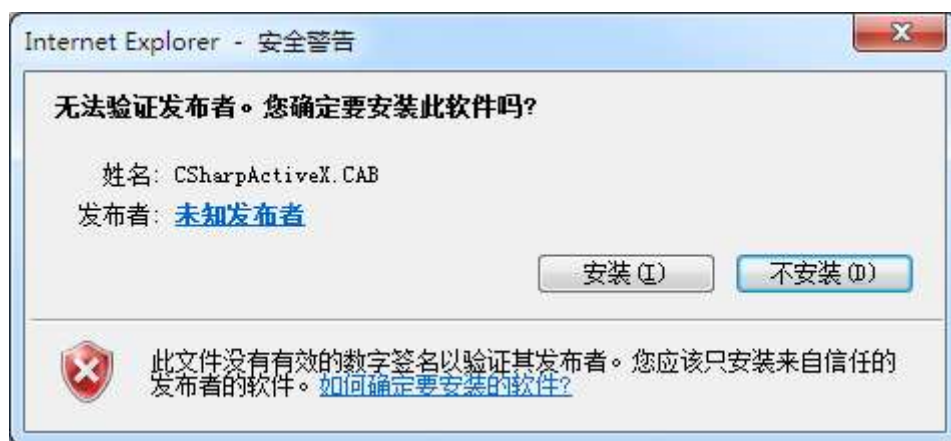 Internet Explorer - 安全警告
无法验证发布者。您确定要安装此软件吗?
姓名: CSharpActiveX.CAB
发布者: 未知发布者
安装(I) 不安装(D)
此文件没有有效的数字签名以验证其发布者。您应该只安装来自信任的
发布者的软件。如何确定要安装的软件?